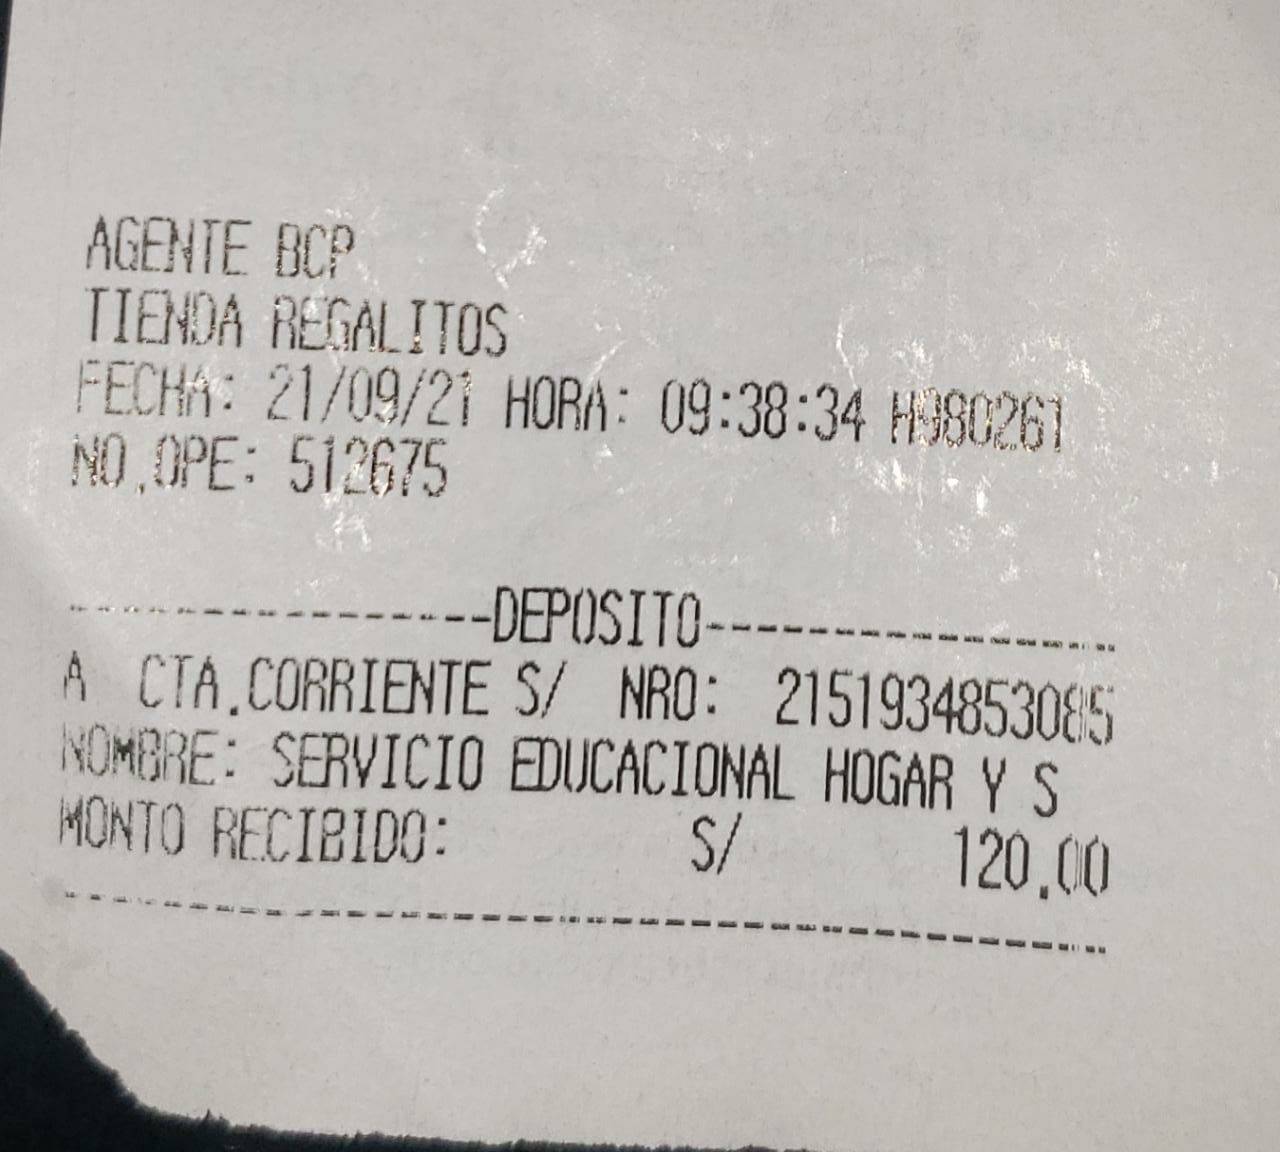 AGENTE BCP
TIENDA REGALITOS
FECHA: 21/09/21 HORA: 09:38:34 H980261
NO.OPE: 512675
------------------DEPOSITO------------------
A CTA.CORRIENTE S/ NRO: 2151934853085
NOMBRE: SERVICIO EDUCACIONAL HOGAR Y S
MONTO RECIBIDO: S/ 120.00